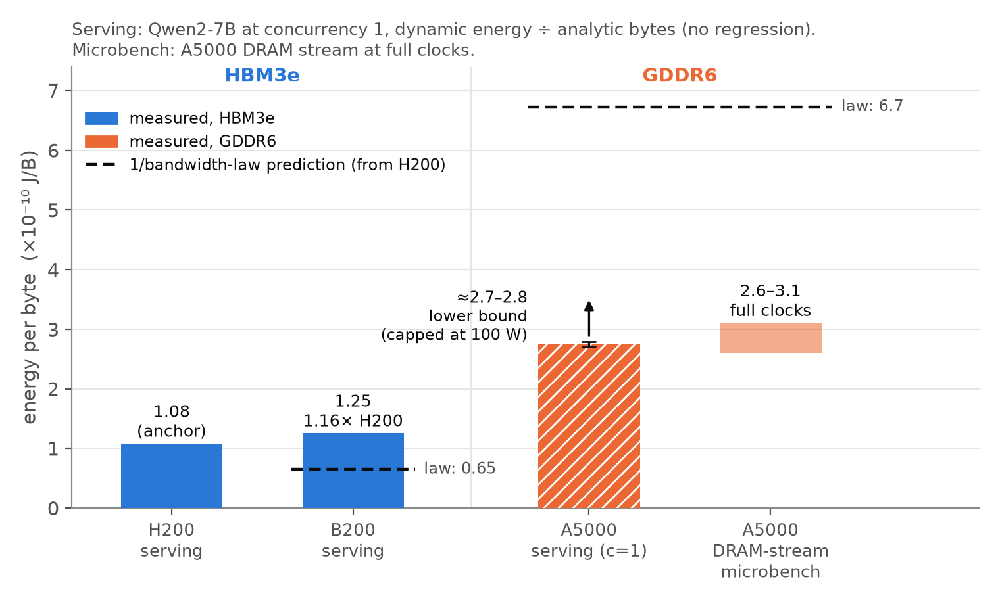 Serving: Qwen2-7B at concurrency 1, dynamic energy ÷ analytic bytes (no regression).
Microbench: A5000 DRAM stream at full clocks.
HBM3e
GDDR6
measured, HBM3e
measured, GDDR6
1/bandwidth-law prediction (from H200)
law: 6.7
energy per byte (×10⁻¹⁰ J/B)
7
6
5
4
3
2
1
0
≈2.7–2.8
lower bound
(capped at 100 W)
2.6–3.1
full clocks
1.08
(anchor)
1.25
1.16× H200
law: 0.65
H200
serving
B200
serving
A5000
serving (c=1)
A5000
DRAM-stream
microbench